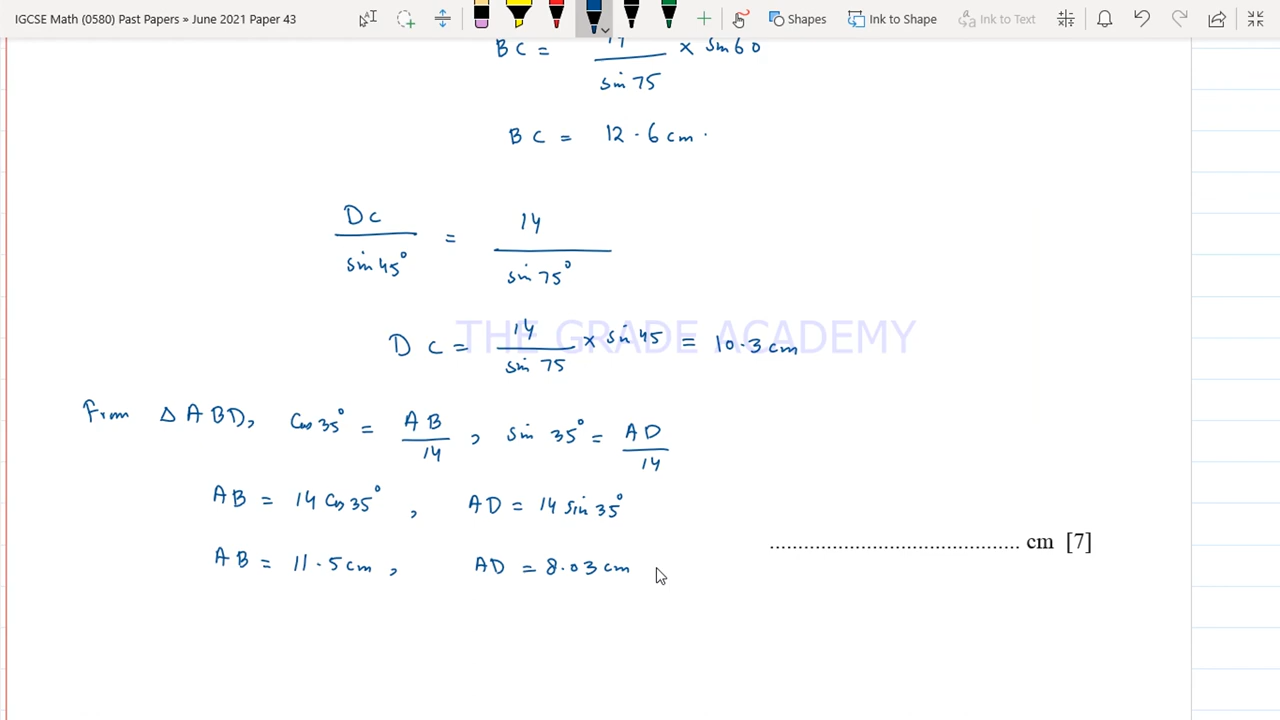 IGCSE Math (0580) Past Papers » June 2021 Paper 43
Shapes
Ink to Shape
Ink to Text
BC = 14 / sin 75 × sin 60
BC = 12.6 cm.
DC / sin 45° = 14 / sin 75°
DC = 14 / sin 75 × sin 45 = 10.3 cm
THE GRADE ACADEMY
From Δ ABD, Cos 35° = AB / 14 , sin 35° = AD / 14
AB = 14 Cos 35° , AD = 14 sin 35°
.......................................... cm [7]
AB = 11.5 cm , AD = 8.03 cm